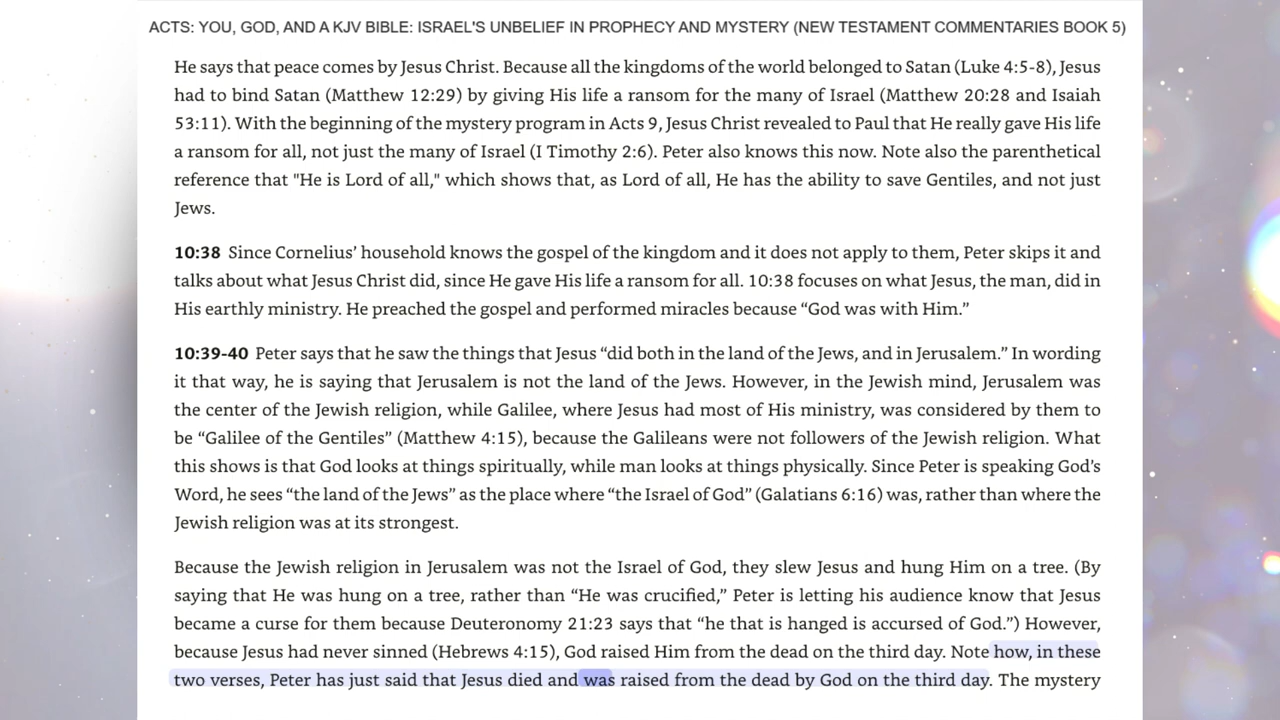 ACTS: YOU, GOD, AND A KJV BIBLE: ISRAEL'S UNBELIEF IN PROPHECY AND MYSTERY (NEW TESTAMENT COMMENTARIES BOOK 5)
He says that peace comes by Jesus Christ. Because all the kingdoms of the world belonged to Satan (Luke 4:5-8), Jesus
had to bind Satan (Matthew 12:29) by giving His life a ransom for the many of Israel (Matthew 20:28 and Isaiah
53:11). With the beginning of the mystery program in Acts 9, Jesus Christ revealed to Paul that He really gave His life
a ransom for all, not just the many of Israel (I Timothy 2:6). Peter also knows this now. Note also the parenthetical
reference that "He is Lord of all," which shows that, as Lord of all, He has the ability to save Gentiles, and not just
Jews.
10:38 Since Cornelius’ household knows the gospel of the kingdom and it does not apply to them, Peter skips it and
talks about what Jesus Christ did, since He gave His life a ransom for all. 10:38 focuses on what Jesus, the man, did in
His earthly ministry. He preached the gospel and performed miracles because “God was with Him.”
10:39-40 Peter says that he saw the things that Jesus “did both in the land of the Jews, and in Jerusalem.” In wording
it that way, he is saying that Jerusalem is not the land of the Jews. However, in the Jewish mind, Jerusalem was
the center of the Jewish religion, while Galilee, where Jesus had most of His ministry, was considered by them to
be “Galilee of the Gentiles” (Matthew 4:15), because the Galileans were not followers of the Jewish religion. What
this shows is that God looks at things spiritually, while man looks at things physically. Since Peter is speaking God’s
Word, he sees “the land of the Jews” as the place where “the Israel of God” (Galatians 6:16) was, rather than where the
Jewish religion was at its strongest.
Because the Jewish religion in Jerusalem was not the Israel of God, they slew Jesus and hung Him on a tree. (By
saying that He was hung on a tree, rather than “He was crucified,” Peter is letting his audience know that Jesus
became a curse for them because Deuteronomy 21:23 says that “he that is hanged is accursed of God.”) However,
because Jesus had never sinned (Hebrews 4:15), God raised Him from the dead on the third day. Note how, in these
two verses, Peter has just said that Jesus died and was raised from the dead by God on the third day. The mystery